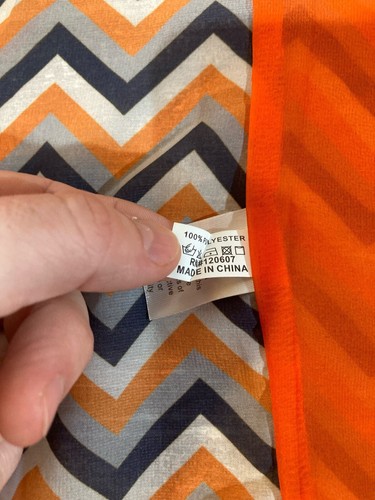 100% POLYESTER
RN#120607
MADE IN CHINA